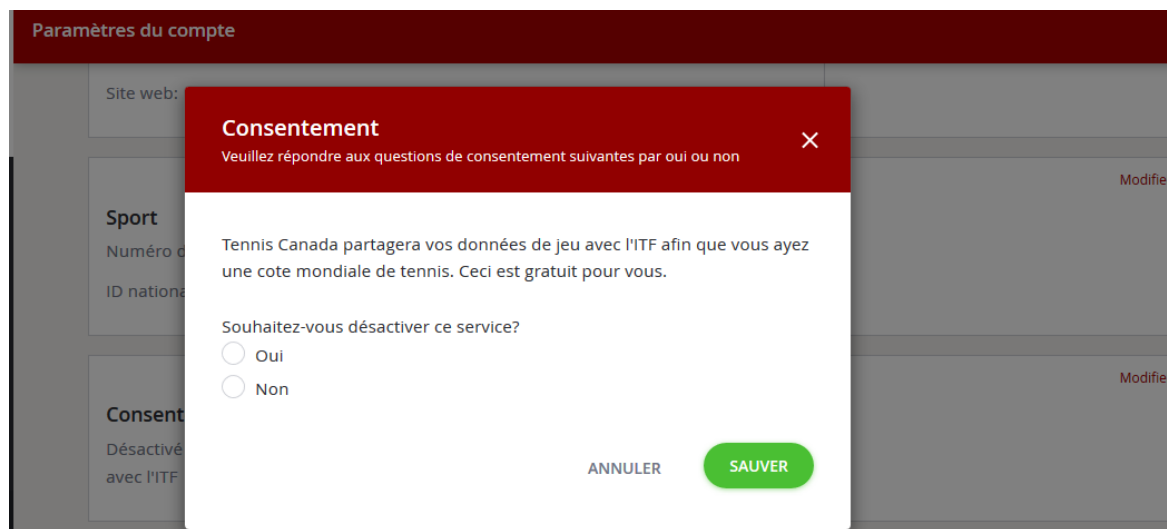 Paramètres du compte
Site web:
Consentement
Veuillez répondre aux questions de consentement suivantes par oui ou non
Modifie
Sport
Numéro d
ID nationa
Tennis Canada partagera vos données de jeu avec l'ITF afin que vous ayez
une cote mondiale de tennis. Ceci est gratuit pour vous.
Souhaitez-vous désactiver ce service?
Oui
Non
Modifie
Consent
Désactivé
avec l'ITF
ANNULER
SAUVER